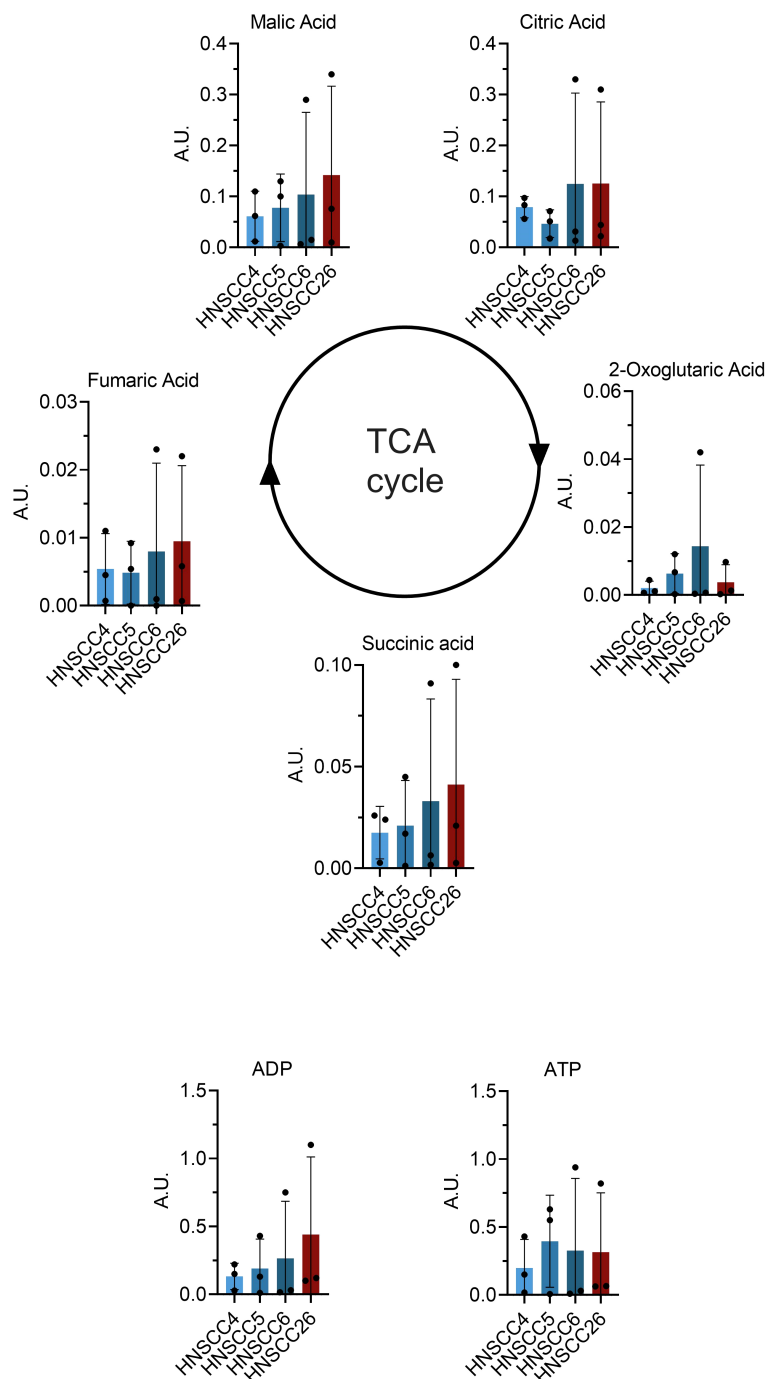 Malic Acid
A.U.
0.4
0.3
0.2
0.1
0.0
HNSCC4
HNSCC5
HNSCC6
HNSCC26
Citric Acid
A.U.
0.4
0.3
0.2
0.1
0.0
HNSCC4
HNSCC5
HNSCC6
HNSCC26
Fumaric Acid
A.U.
0.03
0.02
0.01
0.00
HNSCC4
HNSCC5
HNSCC6
HNSCC26
TCA
cycle
2-Oxoglutaric Acid
A.U.
0.06
0.04
0.02
0.00
HNSCC4
HNSCC5
HNSCC6
HNSCC26
Succinic acid
A.U.
0.10
0.05
0.00
HNSCC4
HNSCC5
HNSCC6
HNSCC26
ADP
A.U.
1.5
1.0
0.5
0.0
HNSCC4
HNSCC5
HNSCC6
HNSCC26
ATP
A.U.
1.5
1.0
0.5
0.0
HNSCC4
HNSCC5
HNSCC6
HNSCC26